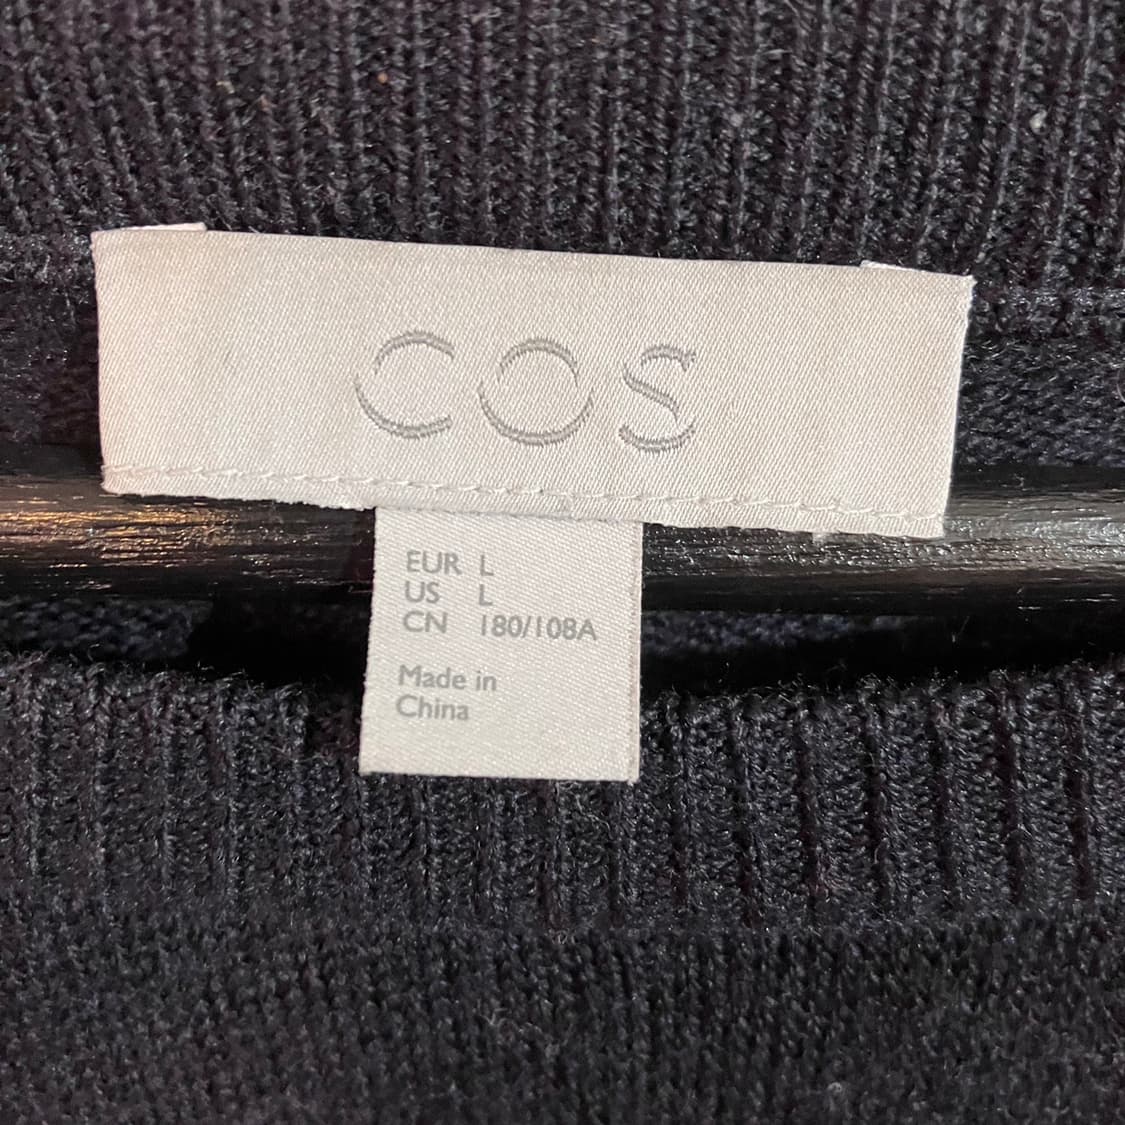 COS
EUR L
US L
CN 180/108A
Made in
China